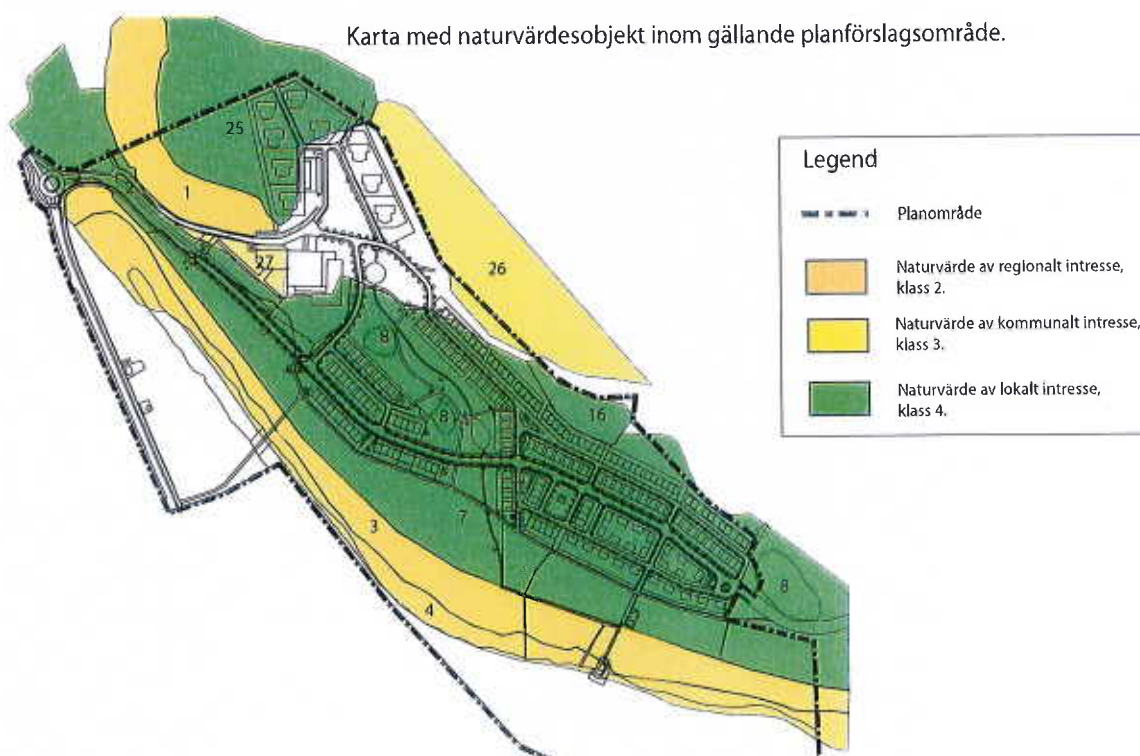 Karta med naturvärdesobjekt inom gällande planförslagsområde.
Legend
Planområde
Naturvärde av regionalt intresse,
klass 2.
Naturvärde av kommunalt intresse,
klass 3.
Naturvärde av lokalt intresse,
klass 4.
25
1
27
26
8
8
16
3
7
4
8